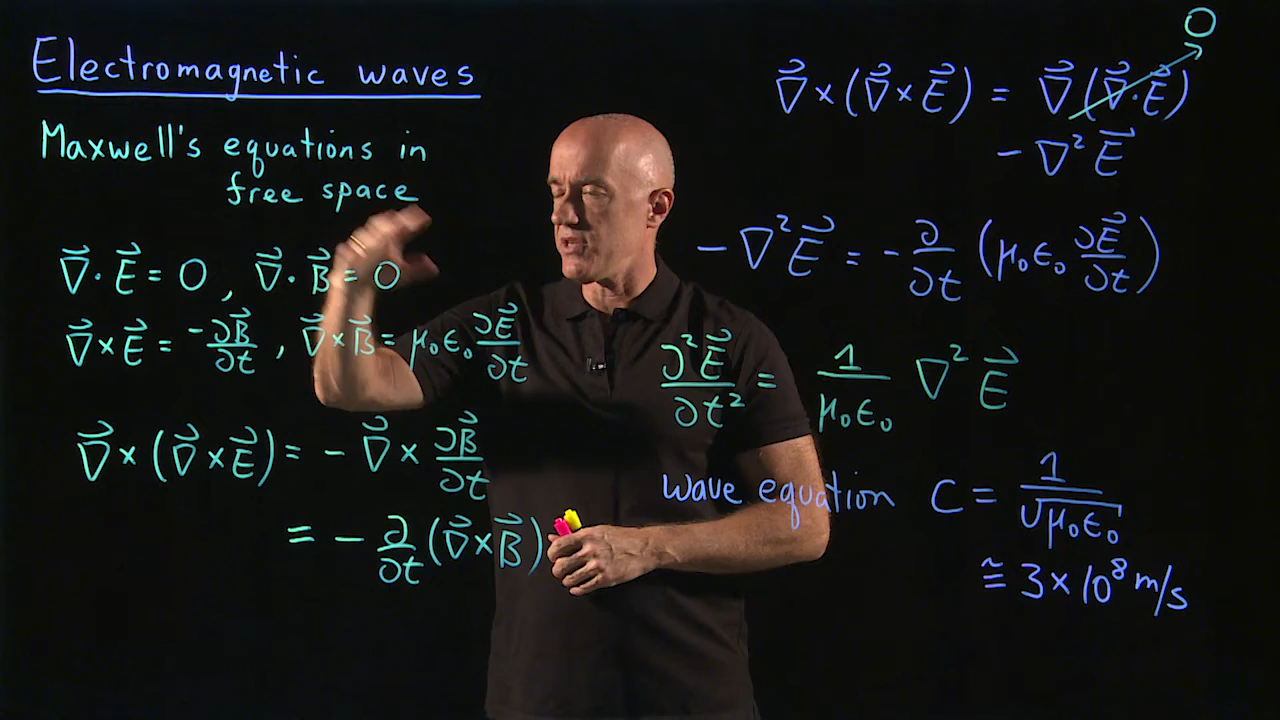 Electromagnetic waves
Maxwell's equations in
free space
∇⃗·E⃗ = 0, ∇⃗·B⃗ = 0
∇⃗×E⃗ = -∂B⃗/∂t, ∇⃗×B⃗ = μ₀ε₀ ∂E⃗/∂t
∇⃗×(∇⃗×E⃗) = -∇⃗×∂B⃗/∂t
= -∂/∂t(∇⃗×B⃗)
0
∇⃗×(∇⃗×E⃗) = ∇⃗(∇⃗·E⃗)
-∇²E⃗
-∇²E⃗ = -∂/∂t(μ₀ε₀ ∂E⃗/∂t)
∂²E⃗/∂t² = 1/μ₀ε₀ ∇²E⃗
wave equation c = 1/√μ₀ε₀
≅ 3×10⁸ m/s